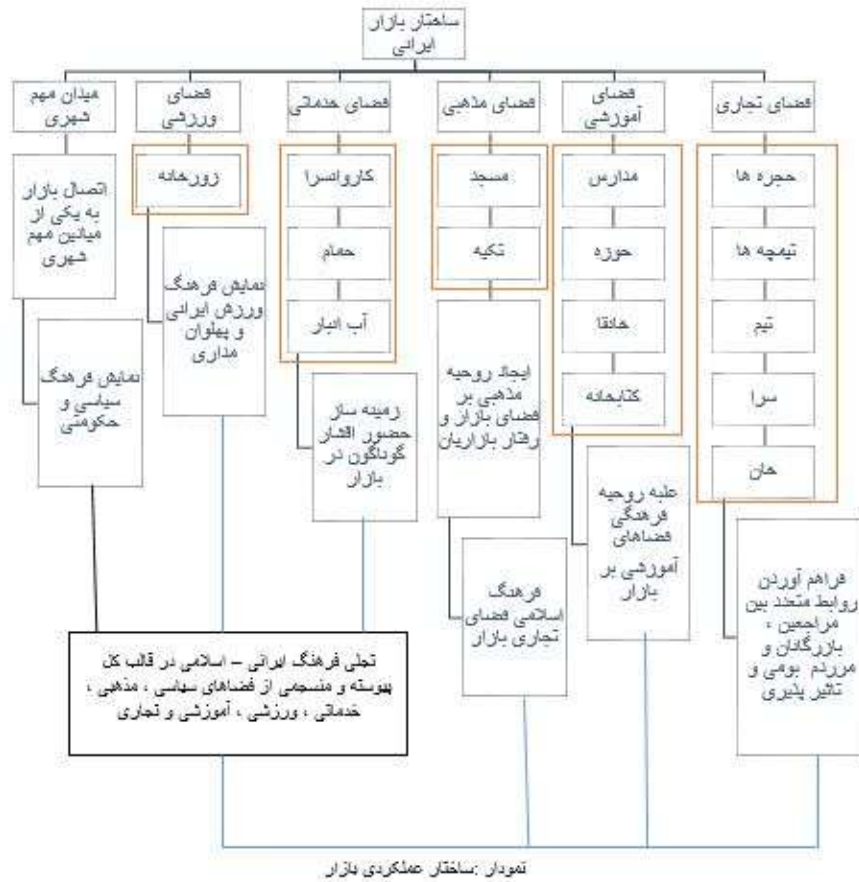 ساختار بازار
ایرانی
فضای تجاری
فضای
آموزشی
فضای مذهبی
فضای خدماتی
فضای
ورزشی
میدان مهم
شهری
حجره ها
تیمچه ها
تیم
سرا
خان
فراهم آوردن
روابط متعدد بین
مراجعین ،
بازرگانان و
مرردم بومی و
تاثیر پذیری
مدارس
حوزه
خانقا
کتابخانه
غلبه روحیه
فرهنگی
فضاهای
آموزشی بر
بازار
مسجد
تکیه
ایجاد روحیه
مذهبی بر
فضای بازار و
رفتار بازاریان
فرهنگ
اسلامی فضای
تجاری بازار
کاروانسرا
حمام
آب انبار
زمینه ساز
حضور اقشار
گوناگون در
بازار
زورخانه
نمایش فرهنگ
ورزش ایرانی
و پهلوان
مداری
اتصال بازار
به یکی از
میادین مهم
شهری
نمایش فرهنگ
سیاسی و
حکومتی
تجلی فرهنگ ایرانی – اسلامی در قالب کل
پیوسته و منسجمی از فضاهای سیاسی ، مذهبی ،
خدماتی ، ورزشی ، آموزشی و تجاری
نمودار :ساختار عملکردی بازار